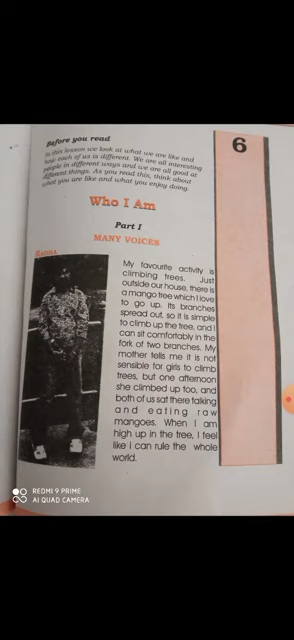 Before you read
In this lesson we look at what we are like and
how each of us is different. We are all interesting
people in different ways and we are all good at
different things. As you read this, think about
what you are like and what you enjoy doing.
6
Who I Am
Part I
MANY VOICES
RADHA
My favourite activity is
climbing trees. Just
outside our house, there is
a mango tree which I love
to go up. Its branches
spread out, so it is simple
to climb up the tree, and I
can sit comfortably in the
fork of two branches. My
mother tells me it is not
sensible for girls to climb
trees, but one afternoon
she climbed up too, and
both of us sat there talking
and eating raw
mangoes. When I am
high up in the tree, I feel
like I can rule the whole
world.
REDMI 9 PRIME
AI QUAD CAMERA